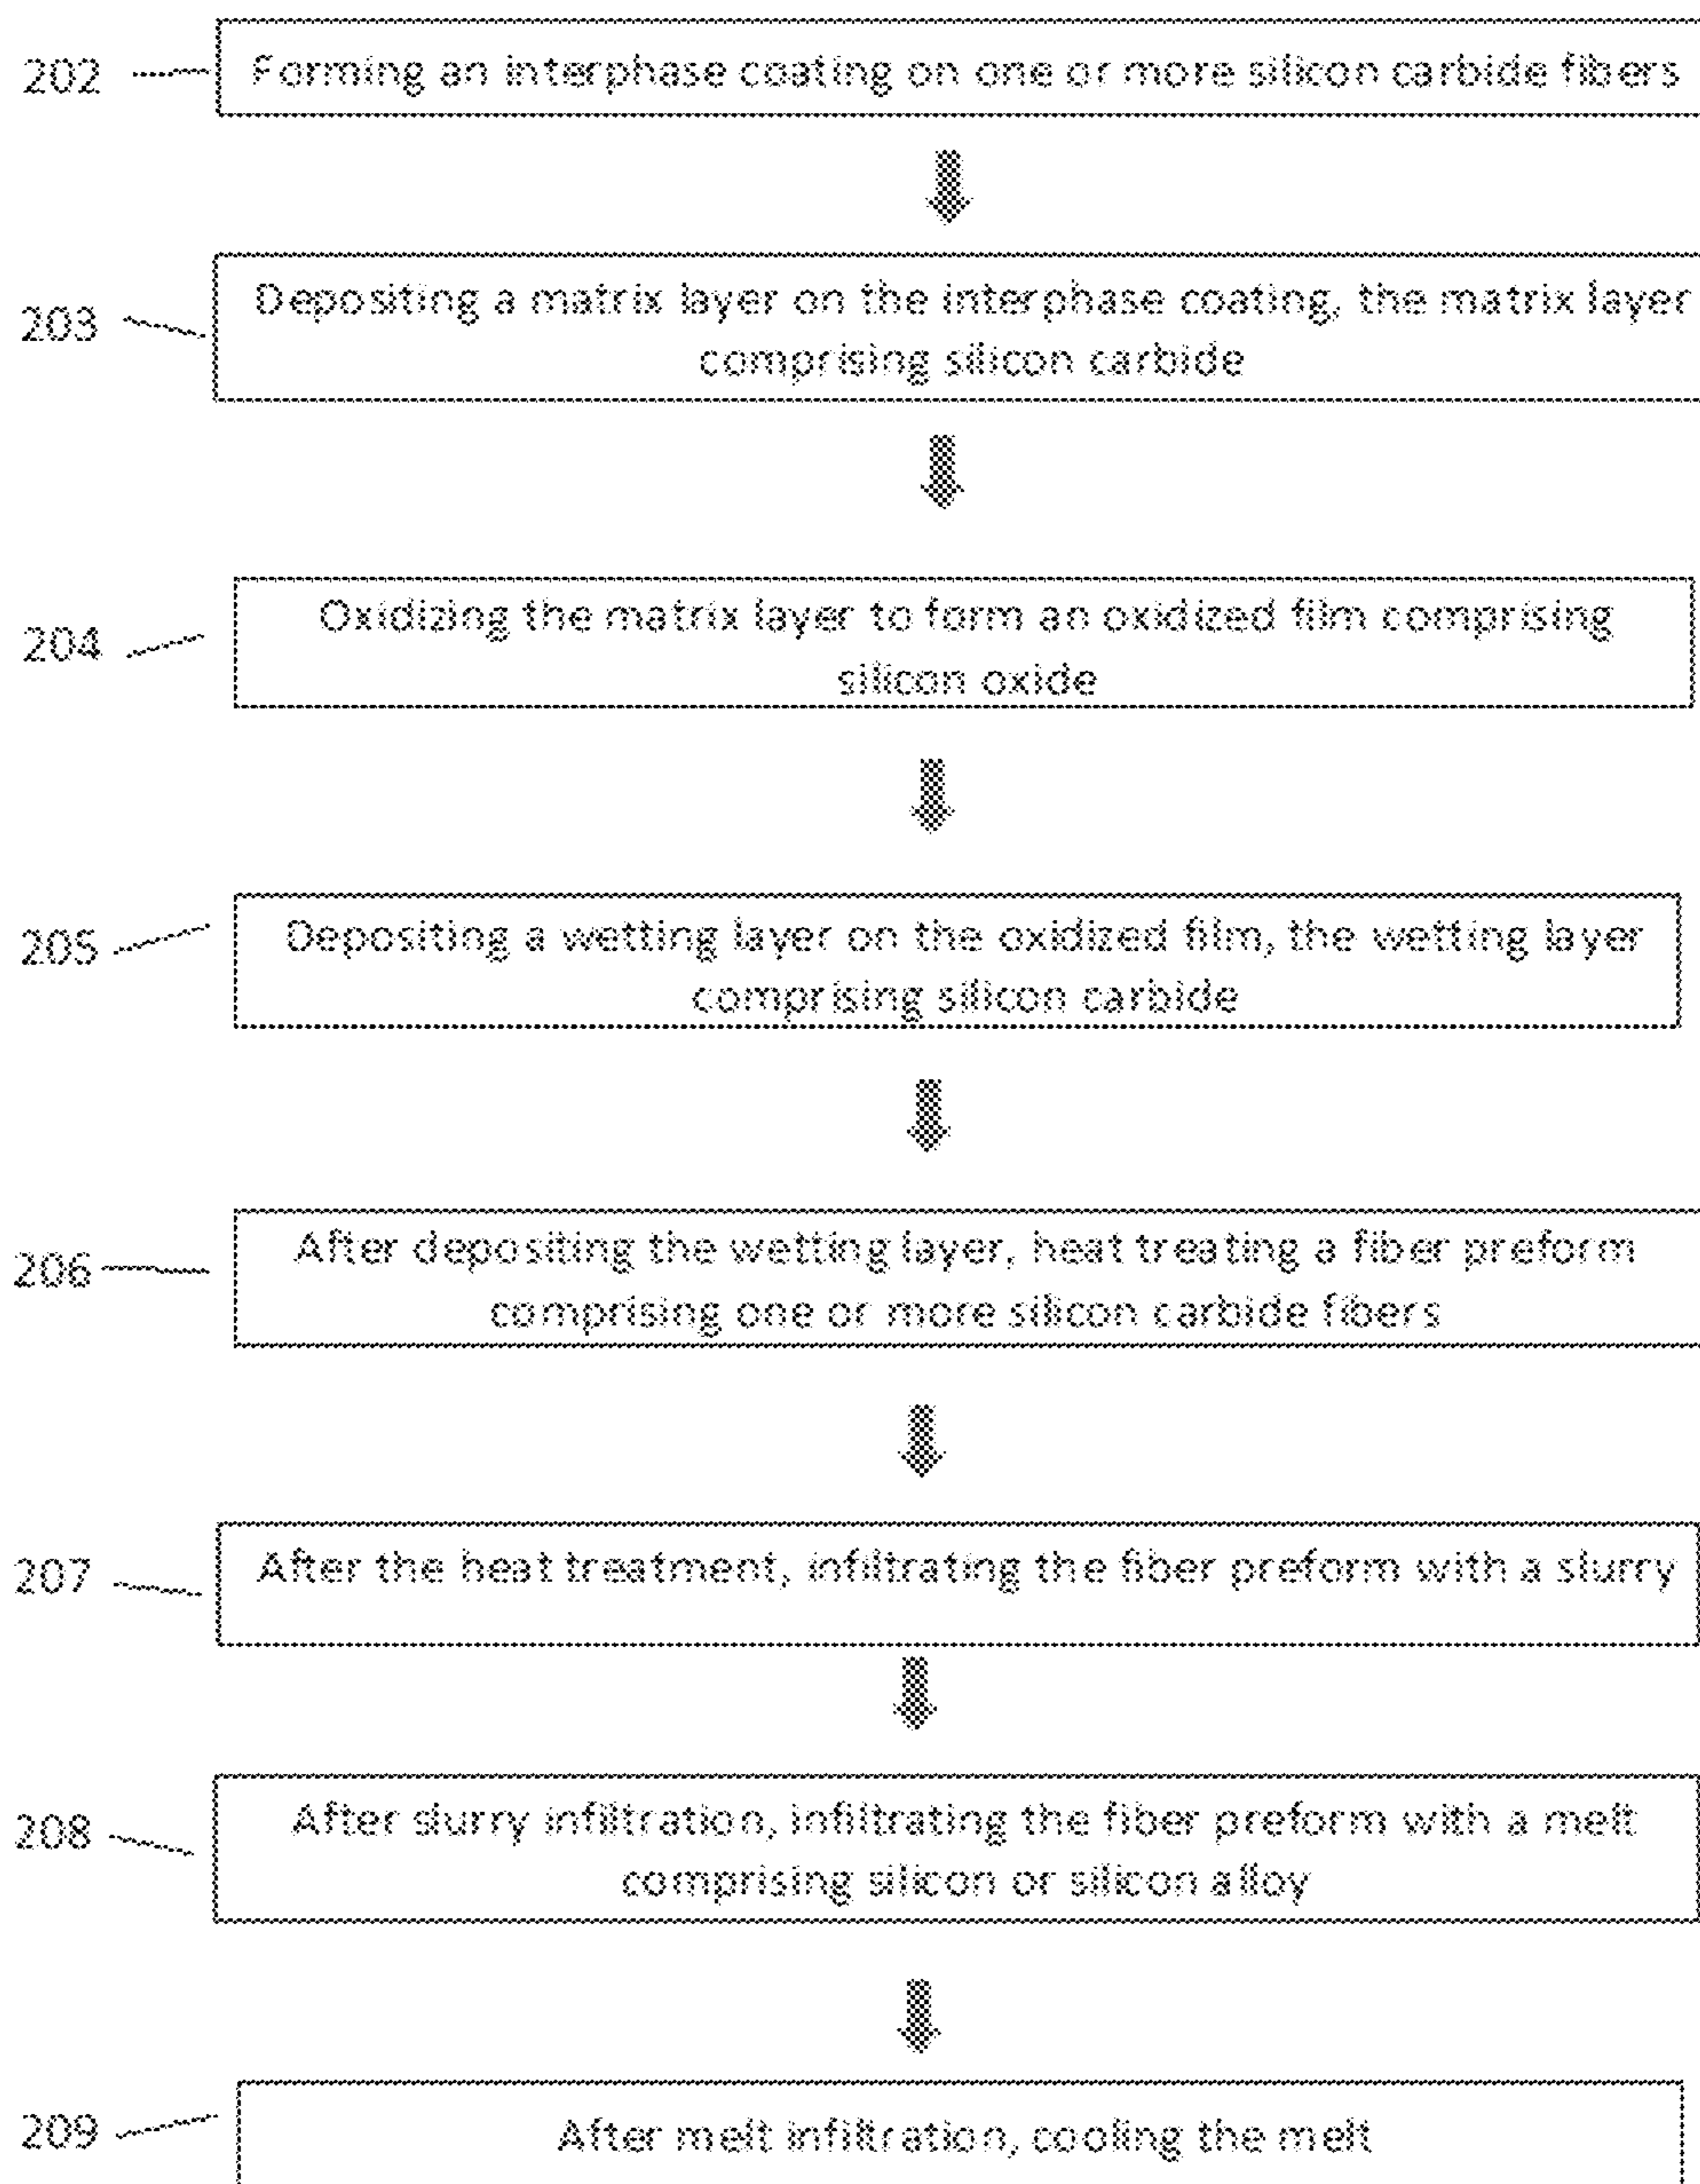 202 Forming an interphase coating on one or more silicon carbide fibers
203 Depositing a matrix layer on the interphase coating, the matrix layer
comprising silicon carbide
204 Oxidizing the matrix layer to form an oxidized film comprising
silicon oxide
205 Depositing a wetting layer on the oxidized film, the wetting layer
comprising silicon carbide
206 After depositing the wetting layer, heat treating a fiber preform
comprising one or more silicon carbide fibers
207 After the heat treatment, infiltrating the fiber preform with a slurry
208 After slurry infiltration, infiltrating the fiber preform with a melt
comprising silicon or silicon alloy
209 After melt infiltration, cooling the melt